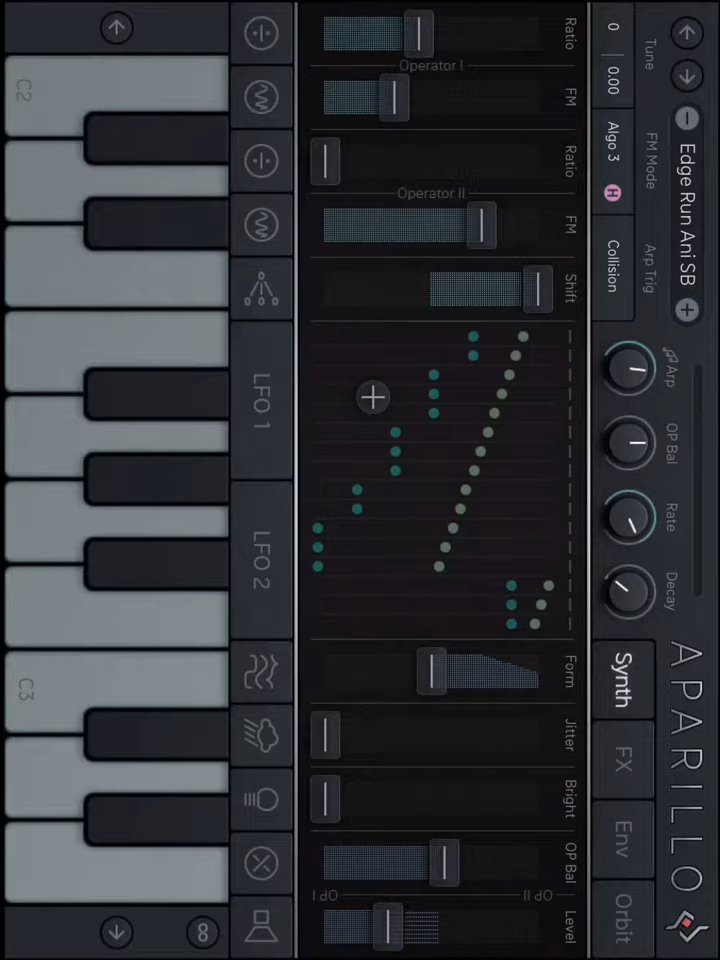 Edge Run Ani SB
APARILLO
Tune
FM Mode
Arp Trig
0
0.00
Algo 3
H
Collision
Arp
OP Bal
Rate
Decay
Synth
FX
Env
Orbit
Ratio
FM
Ratio
FM
Shift
Form
Jitter
Bright
OP Bal
Level
Operator I
Operator II
OP II
OP I
LFO 1
LFO 2
C2
C3